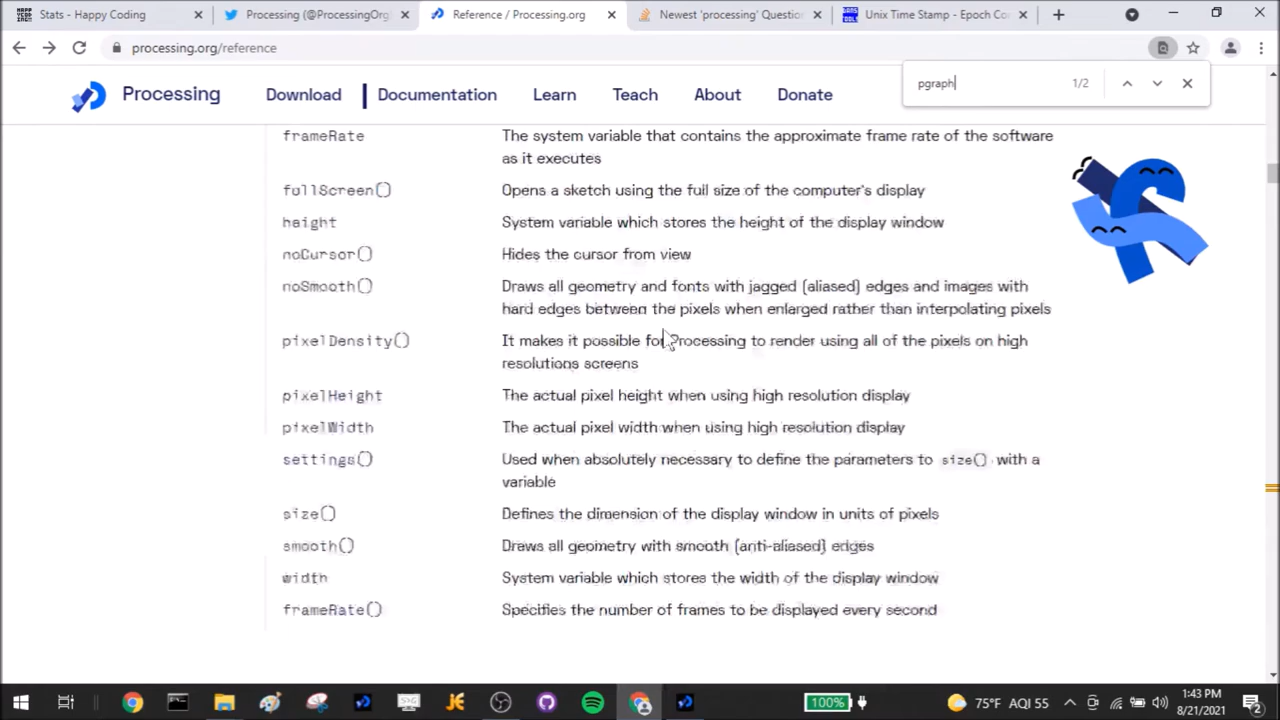 Stats - Happy Coding
Processing (@ProcessingOrg)
Reference / Processing.org
Newest 'processing' Questio
Unix Time Stamp - Epoch Con
processing.org/reference
pgraph
1/2
Processing
Download
Documentation
Learn
Teach
About
Donate
frameRate
The system variable that contains the approximate frame rate of the software
as it executes
fullScreen()
Opens a sketch using the full size of the computer's display
height
System variable which stores the height of the display window
noCursor()
Hides the cursor from view
noSmooth()
Draws all geometry and fonts with jagged (aliased) edges and images with
hard edges between the pixels when enlarged rather than interpolating pixels
pixelDensity()
It makes it possible for Processing to render using all of the pixels on high
resolutions screens
pixelHeight
The actual pixel height when using high resolution display
pixelWidth
The actual pixel width when using high resolution display
settings()
Used when absolutely necessary to define the parameters to size() with a
variable
size()
Defines the dimension of the display window in units of pixels
smooth()
Draws all geometry with smooth (anti-aliased) edges
width
System variable which stores the width of the display window
frameRate()
Specifies the number of frames to be displayed every second
100%
75°F AQI 55
1:43 PM
8/21/2021
2